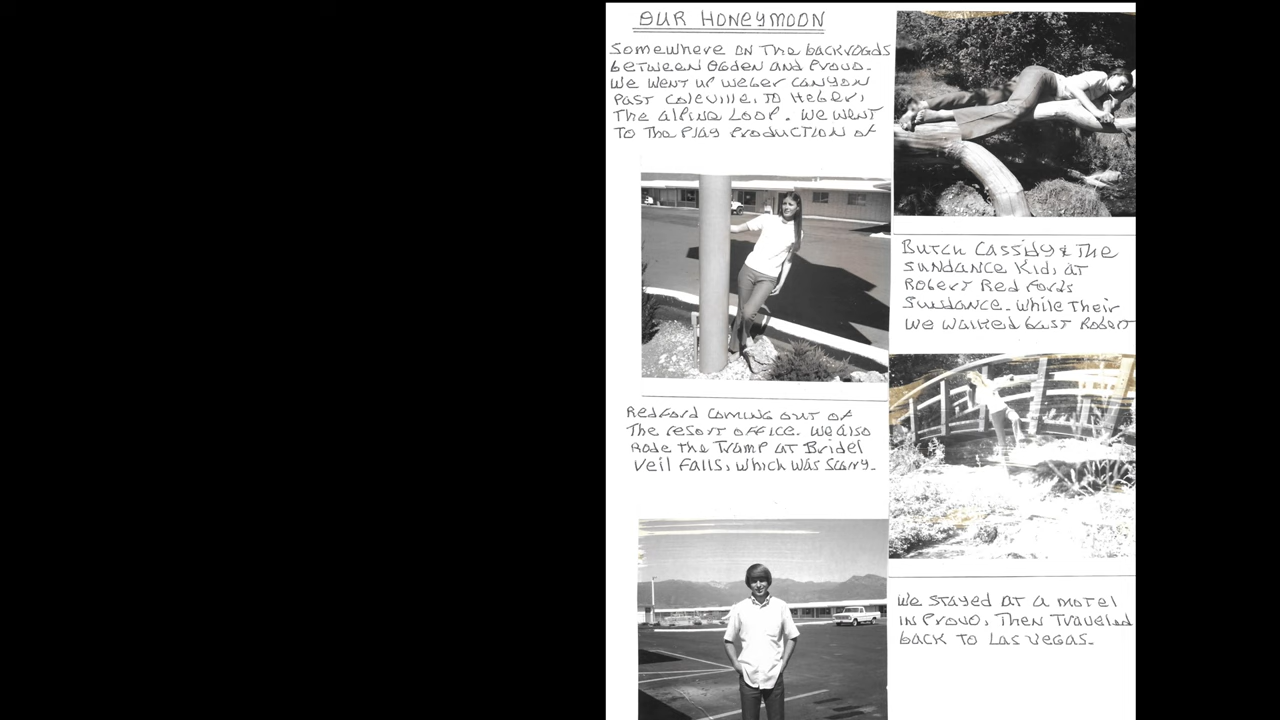 OUR HONEYMOON
Somewhere on the backroads
between Ogden and Provo.
We went up Weber Canyon
Past Coleville, To Heber,
The Alpine Loop. We went
To the Play Production of
Butch Cassidy & The
Sundance Kid, at
Robert Red Fords
Sundance. While Their
We walked past Robert
Redford coming out of
The resort office. We also
Rode the Tramp at Bridel
Veil Falls, which was scarry.
We stayed at a motel
in Provo, Then Traveled
back to Las Vegas.